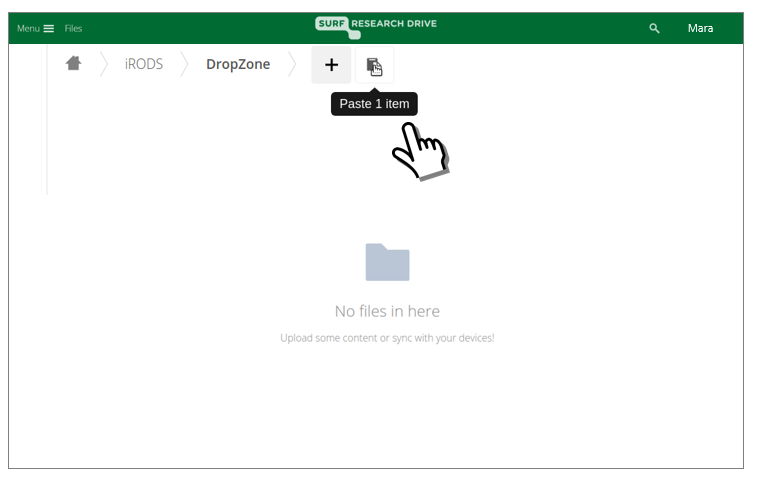 Menu Files SURF RESEARCH DRIVE Mara
iRODS DropZone +
Paste 1 item
No files in here
Upload some content or sync with your devices!